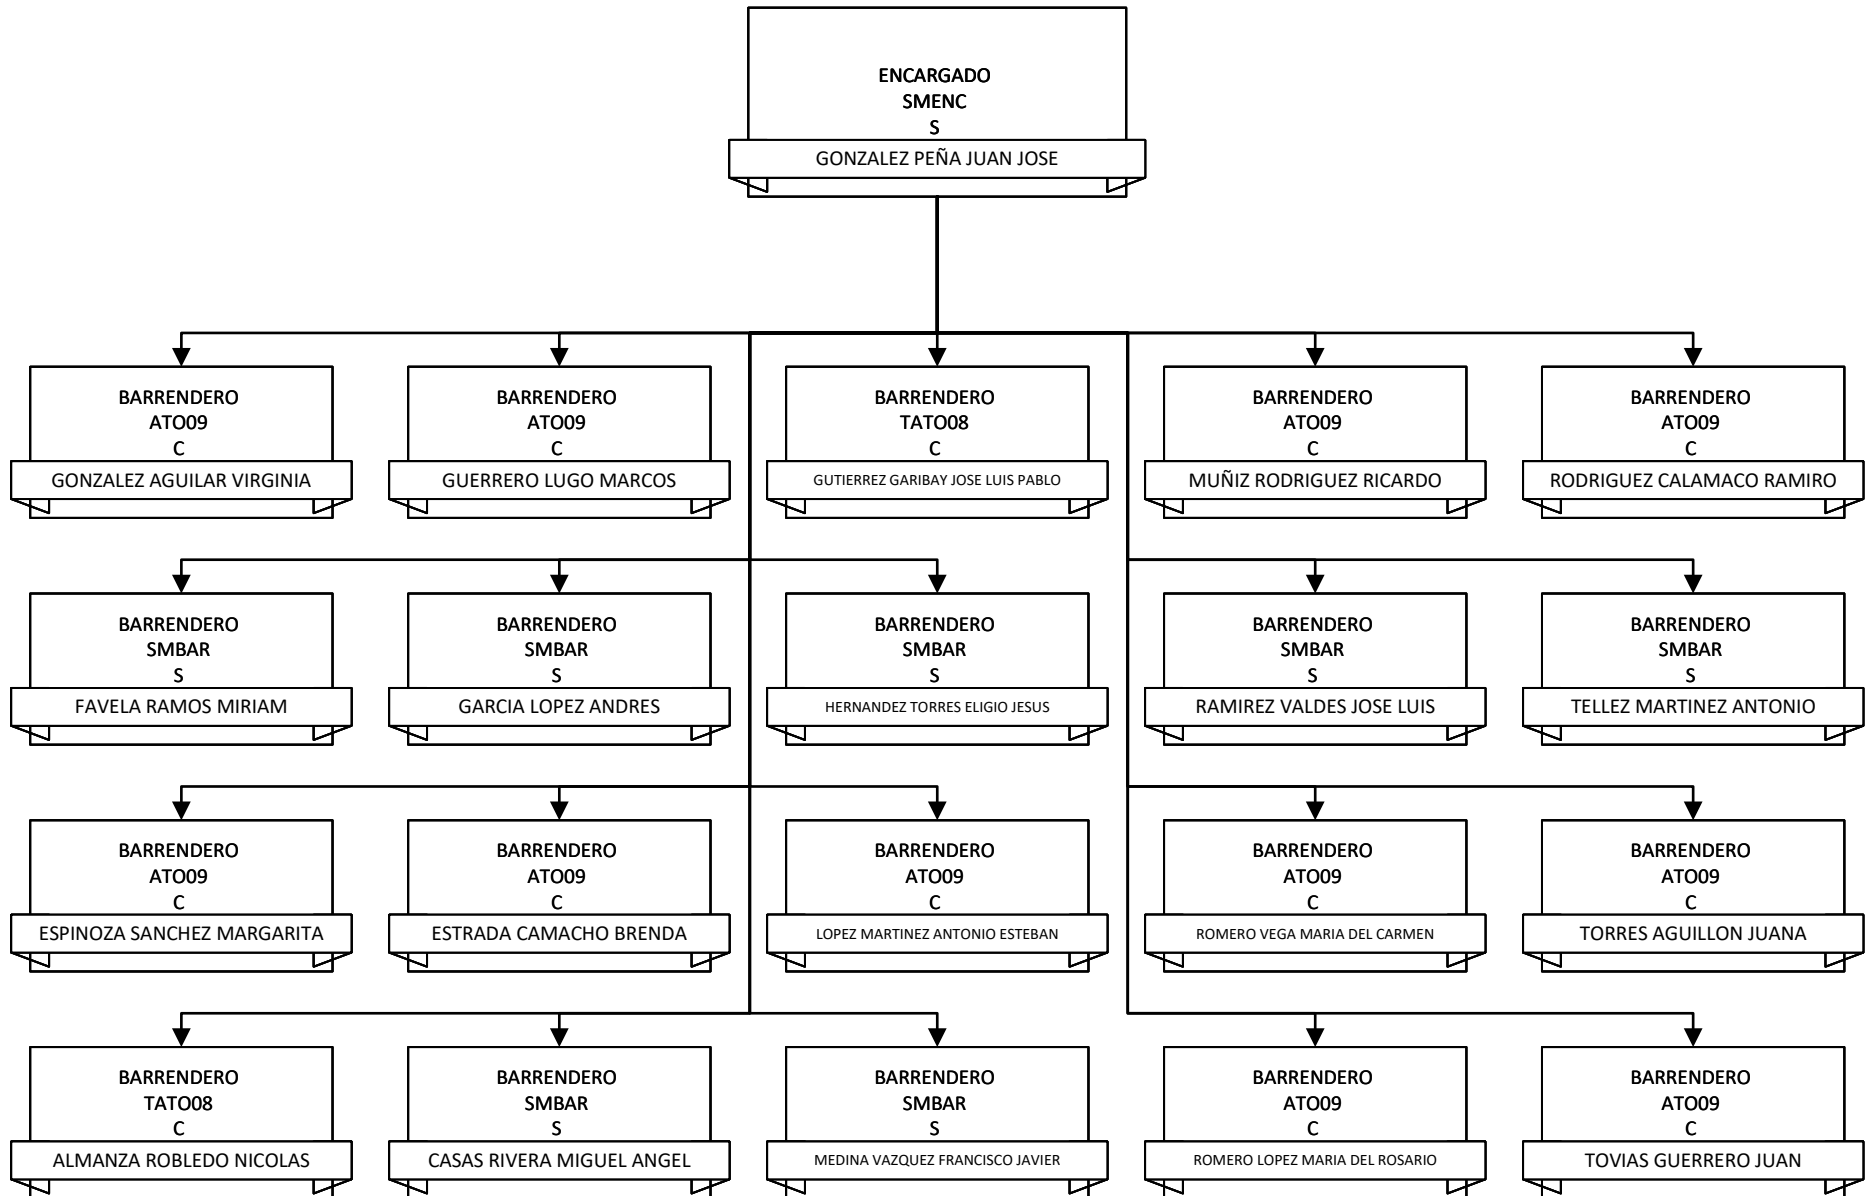 ENCARGADO
SMENC
S
GONZALEZ PEÑA JUAN JOSE
BARRENDERO
ATO09
C
GONZALEZ AGUILAR VIRGINIA
BARRENDERO
ATO09
C
GUERRERO LUGO MARCOS
BARRENDERO
TATO08
C
GUTIERREZ GARIBAY JOSE LUIS PABLO
BARRENDERO
ATO09
C
MUÑIZ RODRIGUEZ RICARDO
BARRENDERO
ATO09
C
RODRIGUEZ CALAMACO RAMIRO
BARRENDERO
SMBAR
S
FAVELA RAMOS MIRIAM
BARRENDERO
SMBAR
S
GARCIA LOPEZ ANDRES
BARRENDERO
SMBAR
S
HERNANDEZ TORRES ELIGIO JESUS
BARRENDERO
SMBAR
S
RAMIREZ VALDES JOSE LUIS
BARRENDERO
SMBAR
S
TELLEZ MARTINEZ ANTONIO
BARRENDERO
ATO09
C
ESPINOZA SANCHEZ MARGARITA
BARRENDERO
ATO09
C
ESTRADA CAMACHO BRENDA
BARRENDERO
ATO09
C
LOPEZ MARTINEZ ANTONIO ESTEBAN
BARRENDERO
ATO09
C
ROMERO VEGA MARIA DEL CARMEN
BARRENDERO
ATO09
C
TORRES AGUILLON JUANA
BARRENDERO
TATO08
C
ALMANZA ROBLEDO NICOLAS
BARRENDERO
SMBAR
S
CASAS RIVERA MIGUEL ANGEL
BARRENDERO
SMBAR
S
MEDINA VAZQUEZ FRANCISCO JAVIER
BARRENDERO
ATO09
C
ROMERO LOPEZ MARIA DEL ROSARIO
BARRENDERO
ATO09
C
TOVIAS GUERRERO JUAN